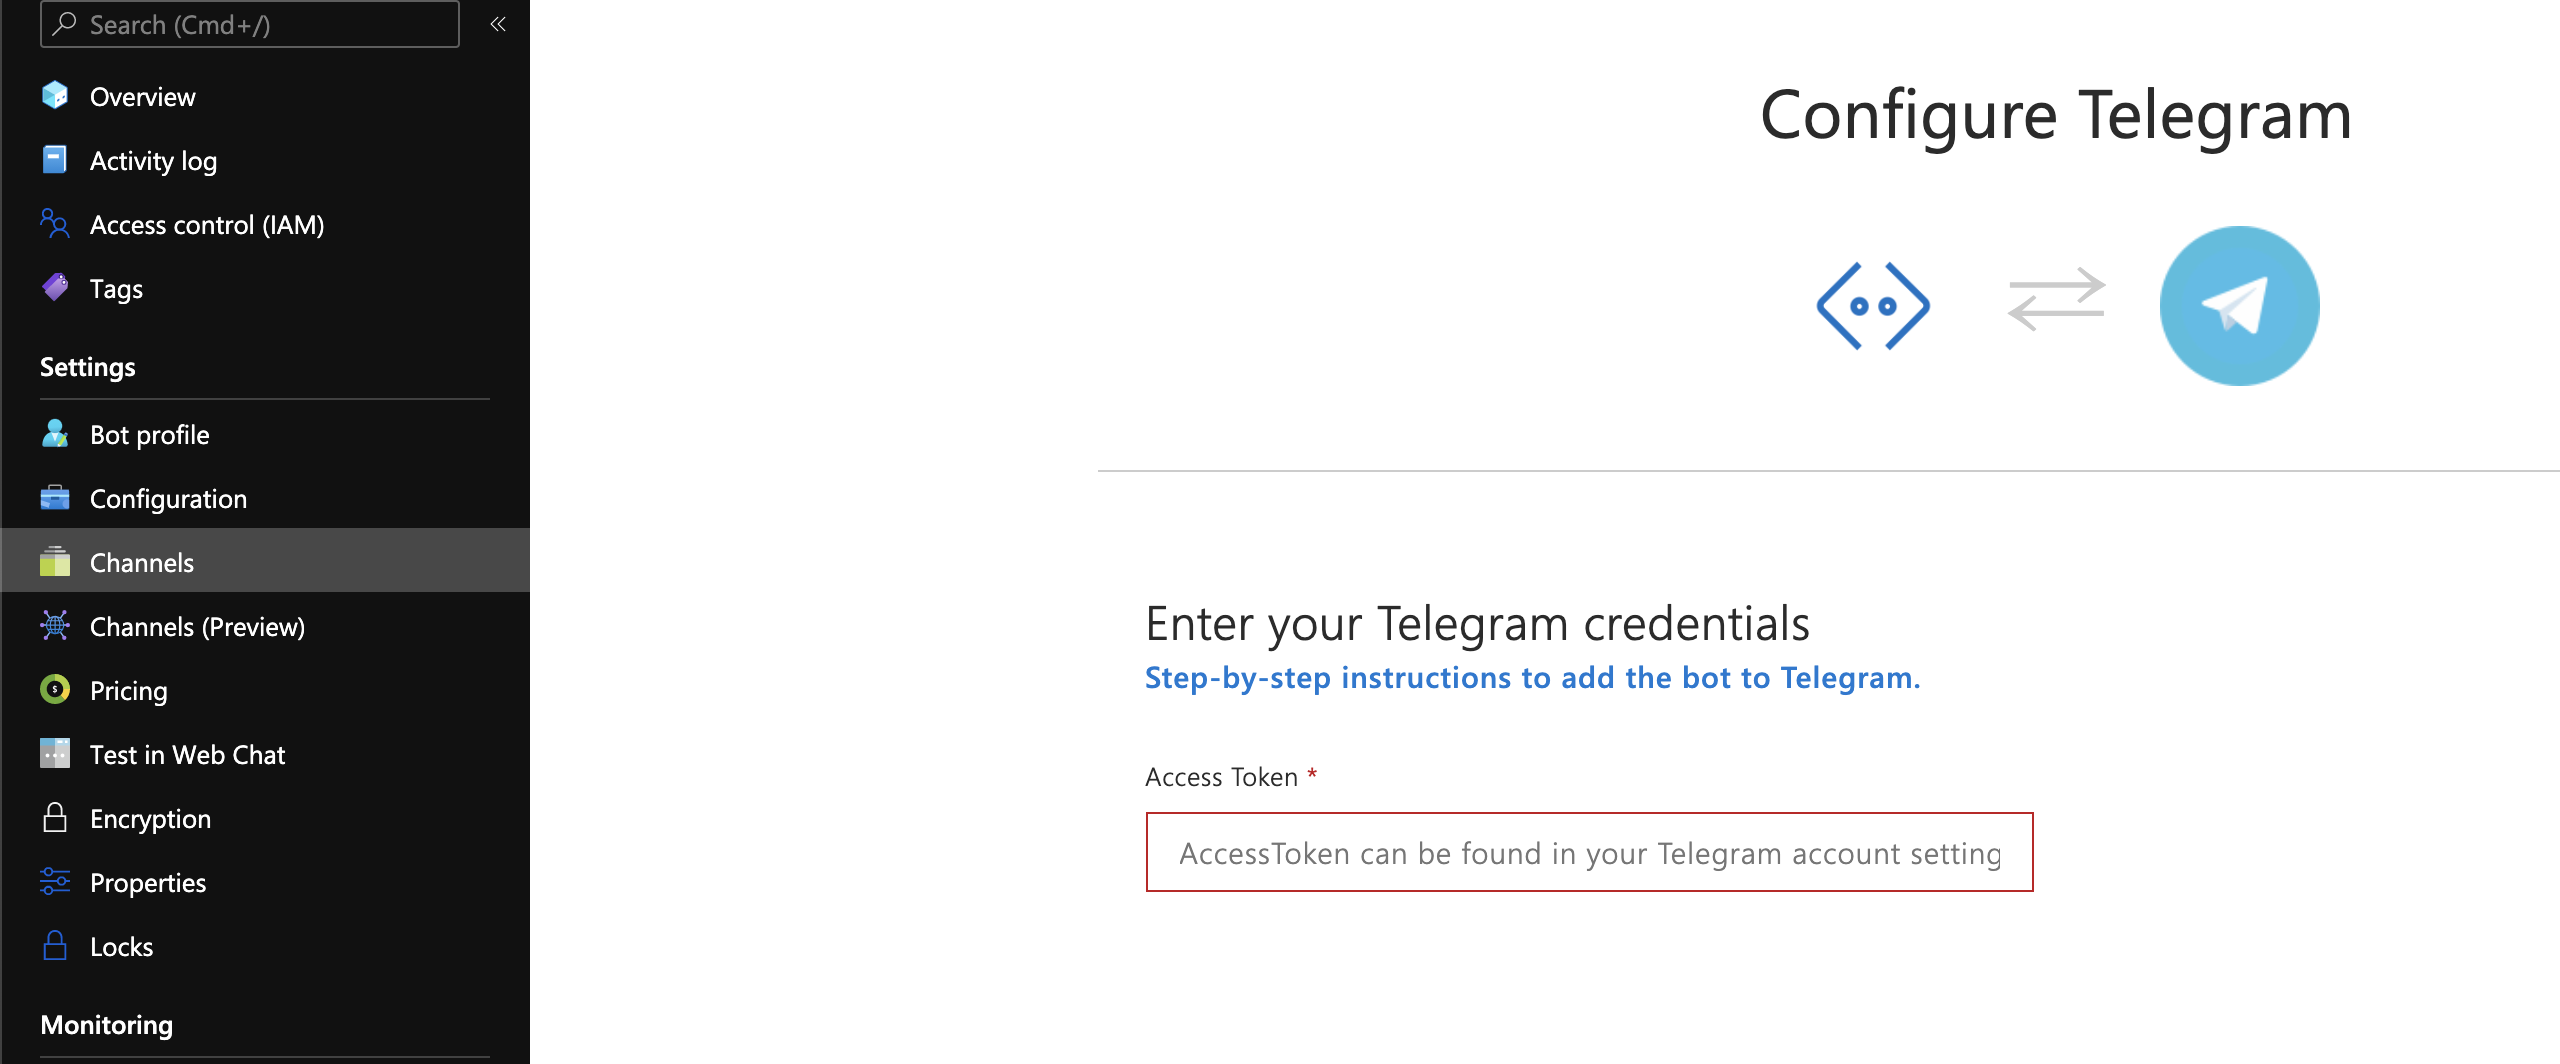 Search (Cmd+/)
Overview
Activity log
Access control (IAM)
Tags
Settings
Bot profile
Configuration
Channels
Channels (Preview)
Pricing
Test in Web Chat
Encryption
Properties
Locks
Monitoring
Configure Telegram
Enter your Telegram credentials
Step-by-step instructions to add the bot to Telegram.
Access Token *
AccessToken can be found in your Telegram account setting